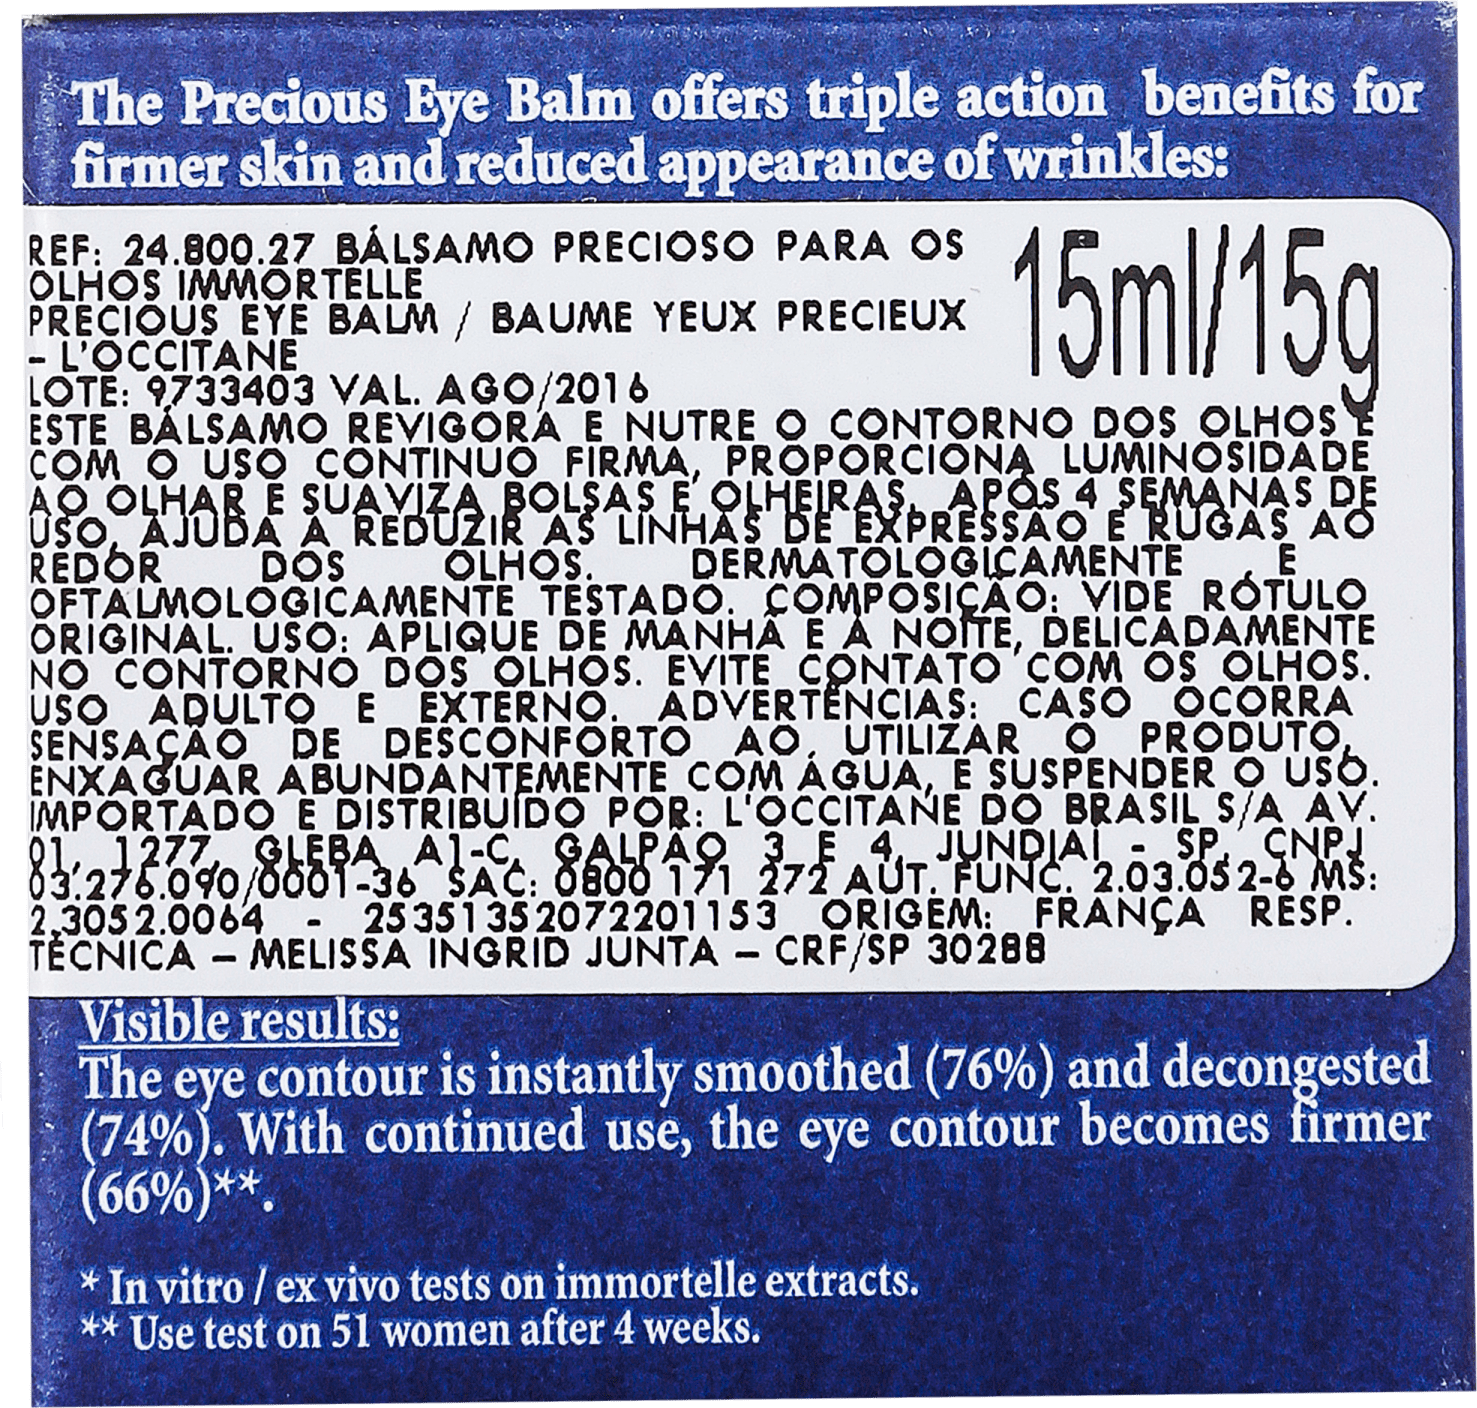 The Precious Eye Balm offers triple action benefits for
firmer skin and reduced appearance of wrinkles:
REF: 24.800.27 BÁLSAMO PRECIOSO PARA OS
OLHOS IMMORTELLE
PRECIOUS EYE BALM / BAUME YEUX PRECIEUX
– L'OCCITANE
15ml/15g
LOTE: 9733403 VAL. AGO/2016
ESTE BÁLSAMO REVIGORA E NUTRE O CONTORNO DOS OLHOS E
COM O USO CONTINUO FIRMA, PROPORCIONA LUMINOSIDADE
AO OLHAR E SUAVIZA BOLSAS E OLHEIRAS. APÓS 4 SEMANAS DE
USO, AJUDA A REDUZIR AS LINHAS DE EXPRESSÃO E RUGAS AO
REDOR DOS OLHOS. DERMATOLOGICAMENTE E
OFTALMOLOGICAMENTE TESTADO. COMPOSIÇÃO: VIDE RÓTULO
ORIGINAL. USO: APLIQUE DE MANHÃ E À NOITE, DELICADAMENTE
NO CONTORNO DOS OLHOS. EVITE CONTATO COM OS OLHOS.
USO ADULTO E EXTERNO. ADVERTÊNCIAS: CASO OCORRA
SENSAÇÃO DE DESCONFORTO AO UTILIZAR O PRODUTO,
ENXAGUAR ABUNDANTEMENTE COM ÁGUA, E SUSPENDER O USO.
IMPORTADO E DISTRIBUÍDO POR: L'OCCITANE DO BRASIL S/A AV.
01, 1277, GLEBA A1-C, GALPÃO 3 E 4, JUNDIAÍ - SP. CNPJ
03.276.090/0001-36 SAC: 0800 171 272 AUT. FUNC. 2.03.052-6 MS:
2.3052.0064 - 25351352072201153 ORIGEM: FRANÇA RESP.
TÉCNICA – MELISSA INGRID JUNTA – CRF/SP 30288
Visible results:
The eye contour is instantly smoothed (76%) and decongested
(74%). With continued use, the eye contour becomes firmer
(66%)**.
* In vitro / ex vivo tests on immortelle extracts.
** Use test on 51 women after 4 weeks.